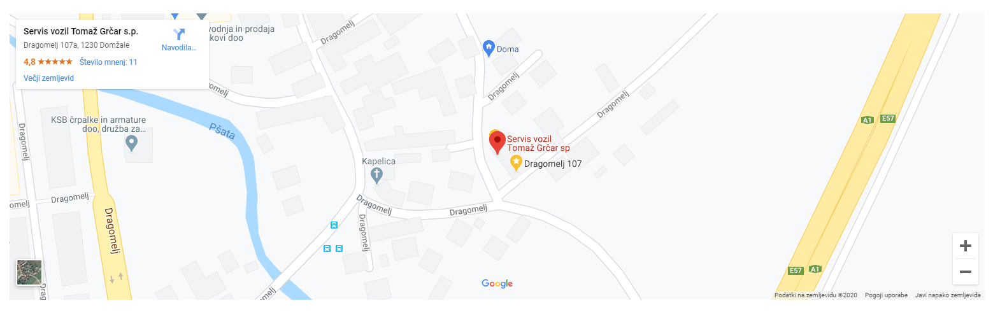 Servis vozil Tomaž Grčar s.p.
Dragomelj 107a, 1230 Domžale
4,8
Število mnenj: 11
Večji zemljevid
Navodila...
vodnja in prodaja
kovi doo
Dragomelj
Doma
omelj
Dragomelj
Dragomelj
KSB črpalke in armature
doo, družba za...
Pšata
Dragomelj
A1
E57
Servis vozil
Tomaž Grčar sp
Kapelica
Dragomelj 107
Dragomelj
omelj
Dragomelj
Dragomelj
Dragomelj
Dragomelj
Dragomelj
E57
A1
Google
elj
Drag
Podatki na zemljevidu ©2020
Pogoji uporabe
Javi napako zemljevida